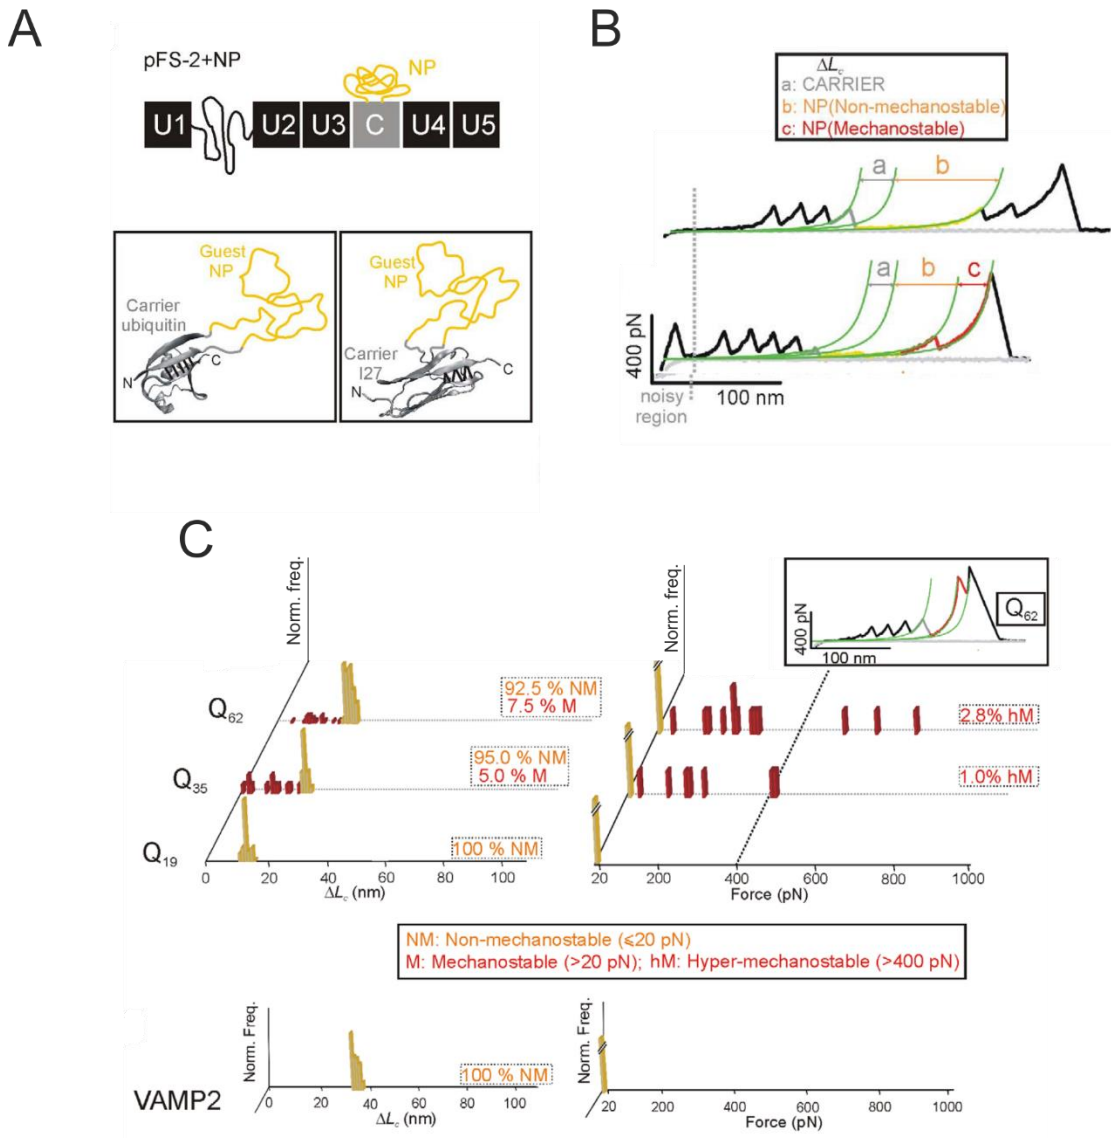 A
pFS-2+NP
NP
U1 U2 U3 C U4 U5
Guest
NP
Carrier
ubiquitin
N
C
Guest
NP
Carrier
I27
N
C
B
ΔLc
a: CARRIER
b: NP(Non-mechanostable)
c: NP(Mechanostable)
a b
a b c
400 pN
100 nm
noisy
region
C
Norm. freq.
Q62
92.5 % NM
7.5 % M
Q35
95.0 % NM
5.0 % M
Q19
100 % NM
0 20 40 60 80 100
ΔLc (nm)
Norm. freq.
400 pN
100 nm
Q62
2.8% hM
1.0% hM
20 200 400 600 800 1000
Force (pN)
NM: Non-mechanostable (⩽20 pN)
M: Mechanostable (>20 pN); hM: Hyper-mechanostable (>400 pN)
VAMP2
Norm. Freq.
100 % NM
0 20 40 60 80 100
ΔLc (nm)
Norm. Freq.
20 200 400 600 800 1000
Force (pN)